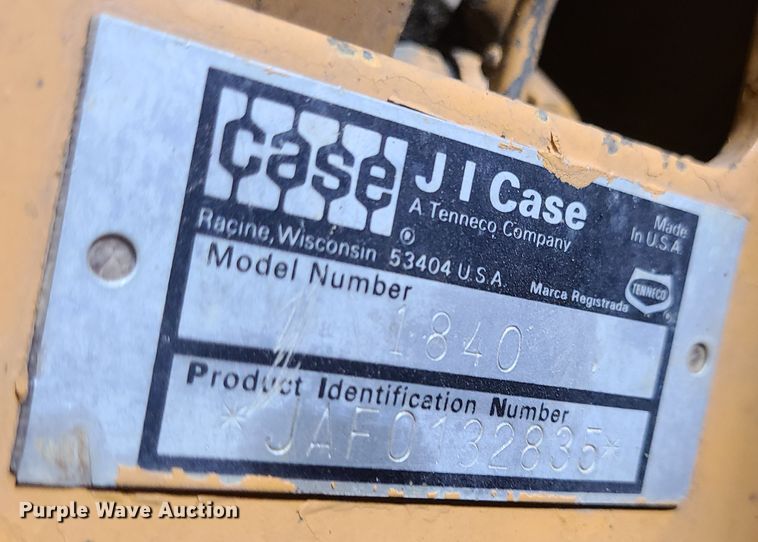 case
J I Case
A Tenneco Company
Made
In U.S.A.
Racine, Wisconsin 53404 U.S.A.
Marca Registrada
TENNECO
®
®
Model Number
1840
Product Identification Number
*JAF0132835*
Purple Wave Auction®